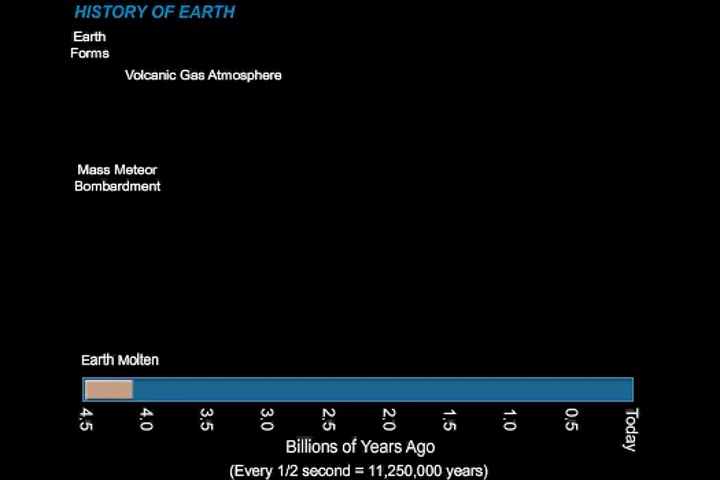 HISTORY OF EARTH
Earth
Forms
Volcanic Gas Atmosphere
Mass Meteor
Bombardment
Earth Molten
4.5 4.0 3.5 3.0 2.5 2.0 1.5 1.0 0.5 Today
Billions of Years Ago
(Every 1/2 second = 11,250,000 years)